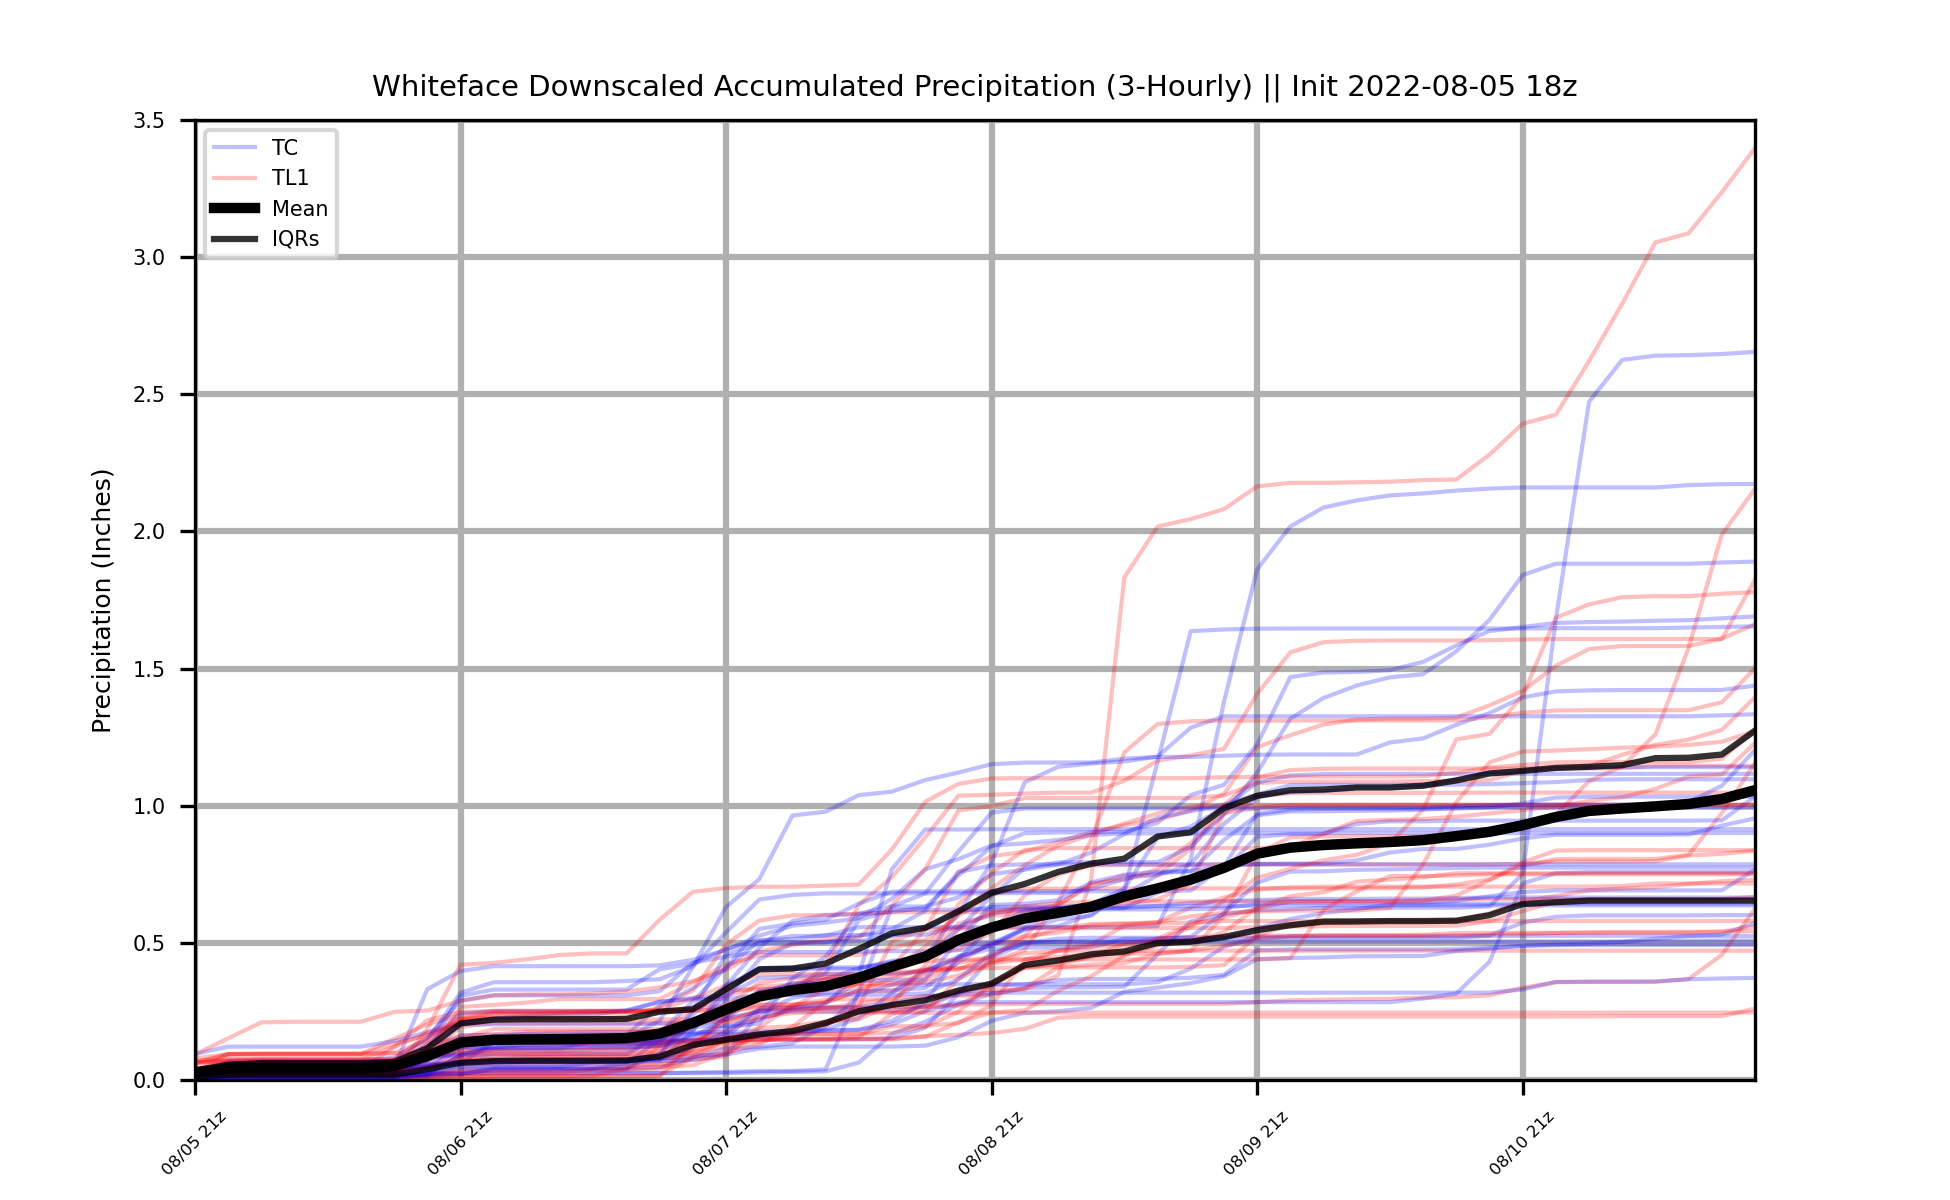 Whiteface Downscaled Accumulated Precipitation (3-Hourly) || Init 2022-08-05 18z
3.5
3.0
2.5
2.0
1.5
1.0
0.5
0.0
Precipitation (Inches)
TC
TL1
Mean
IQRs
08/05 21z
08/06 21z
08/07 21z
08/08 21z
08/09 21z
08/10 21z